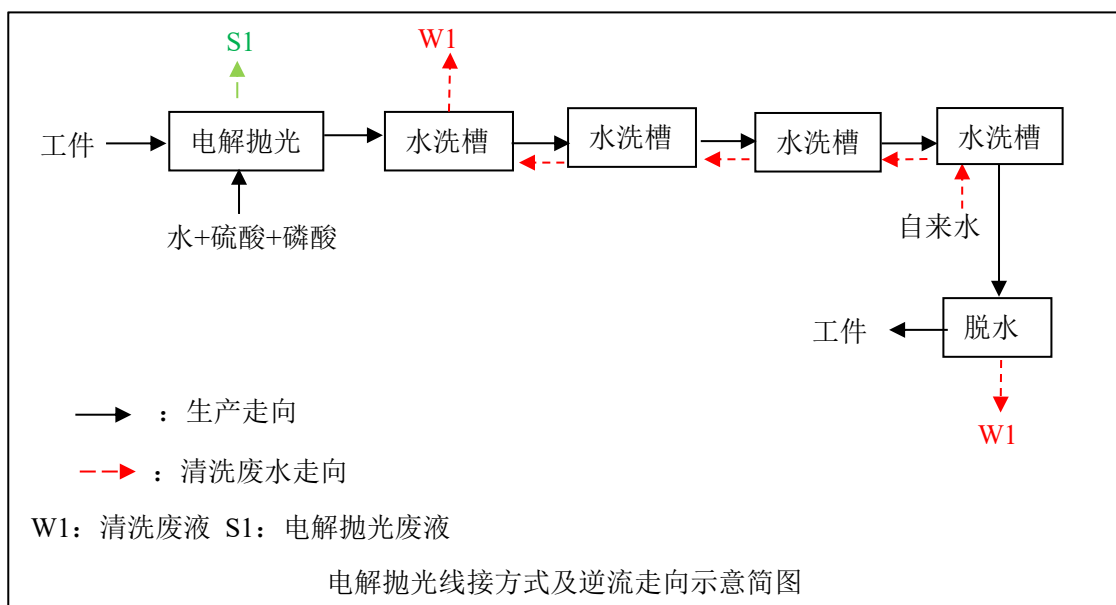 S1
W1
工件
电解抛光
水洗槽
水洗槽
水洗槽
水洗槽
水+硫酸+磷酸
自来水
工件
脱水
W1
：生产走向
：清洗废水走向
W1：清洗废液 S1：电解抛光废液
电解抛光线接方式及逆流走向示意简图